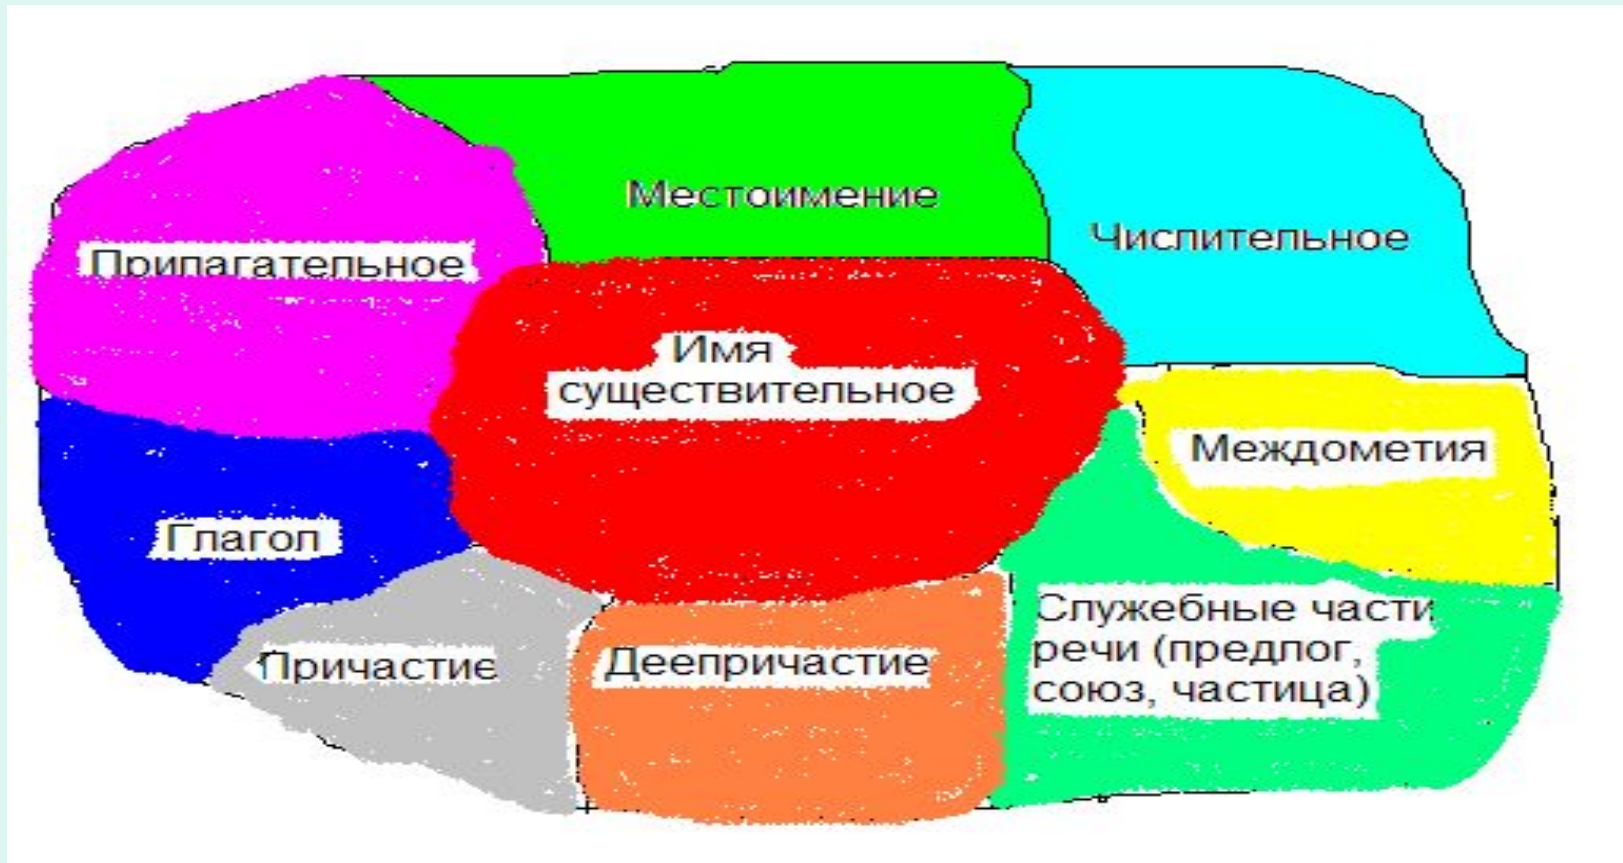 Местоимение
Числительное
Прилагательное
Имя
существительное
Междометия
Глагол
Служебные части
речи (предлог,
союз, частица)
Причастие
Деепричастие